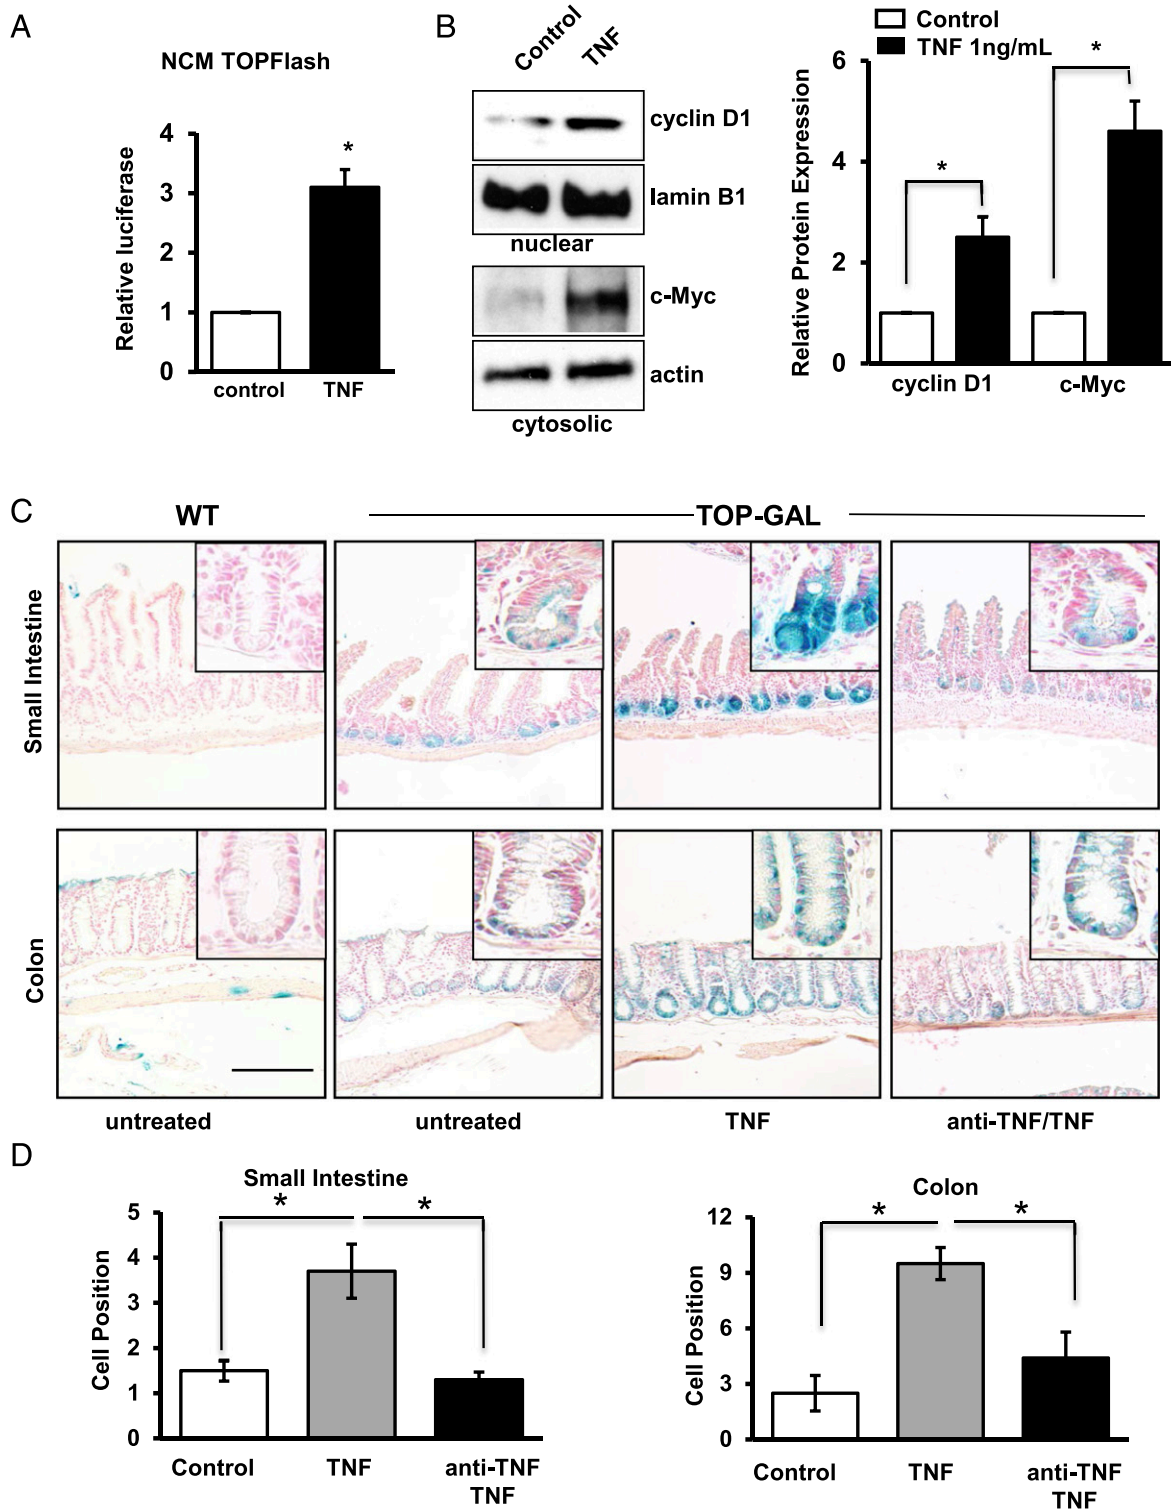 A
NCM TOPFlash
Relative luciferase
4
3
2
1
0
*
control TNF
B
Control TNF
cyclin D1
lamin B1
nuclear
c-Myc
actin
cytosolic
Control
TNF 1ng/mL
Relative Protein Expression
6
4
2
0
*
*
cyclin D1 c-Myc
C
WT TOP-GAL
Small Intestine
Colon
untreated untreated TNF anti-TNF/TNF
D
Small Intestine
Cell Position
5
4
3
2
1
0
* *
Control TNF anti-TNF
TNF
Colon
Cell Position
12
9
6
3
0
* *
Control TNF anti-TNF
TNF